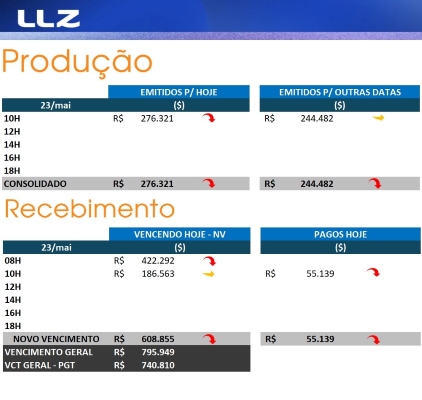 LLZ
Produção
EMITIDOS P/ HOJE EMITIDOS P/ OUTRAS DATAS
23/mai ($) ($)
10H R$ 276.321 R$ 244.482
12H
14H
16H
18H
CONSOLIDADO R$ 276.321 R$ 244.482
Recebimento
VENCENDO HOJE - NV PAGOS HOJE
23/mai ($) ($)
08H R$ 422.292
10H R$ 186.563 R$ 55.139
12H
14H
16H
18H
NOVO VENCIMENTO R$ 608.855 R$ 55.139
VENCIMENTO GERAL R$ 795.949
VCT GERAL - PGT R$ 740.810